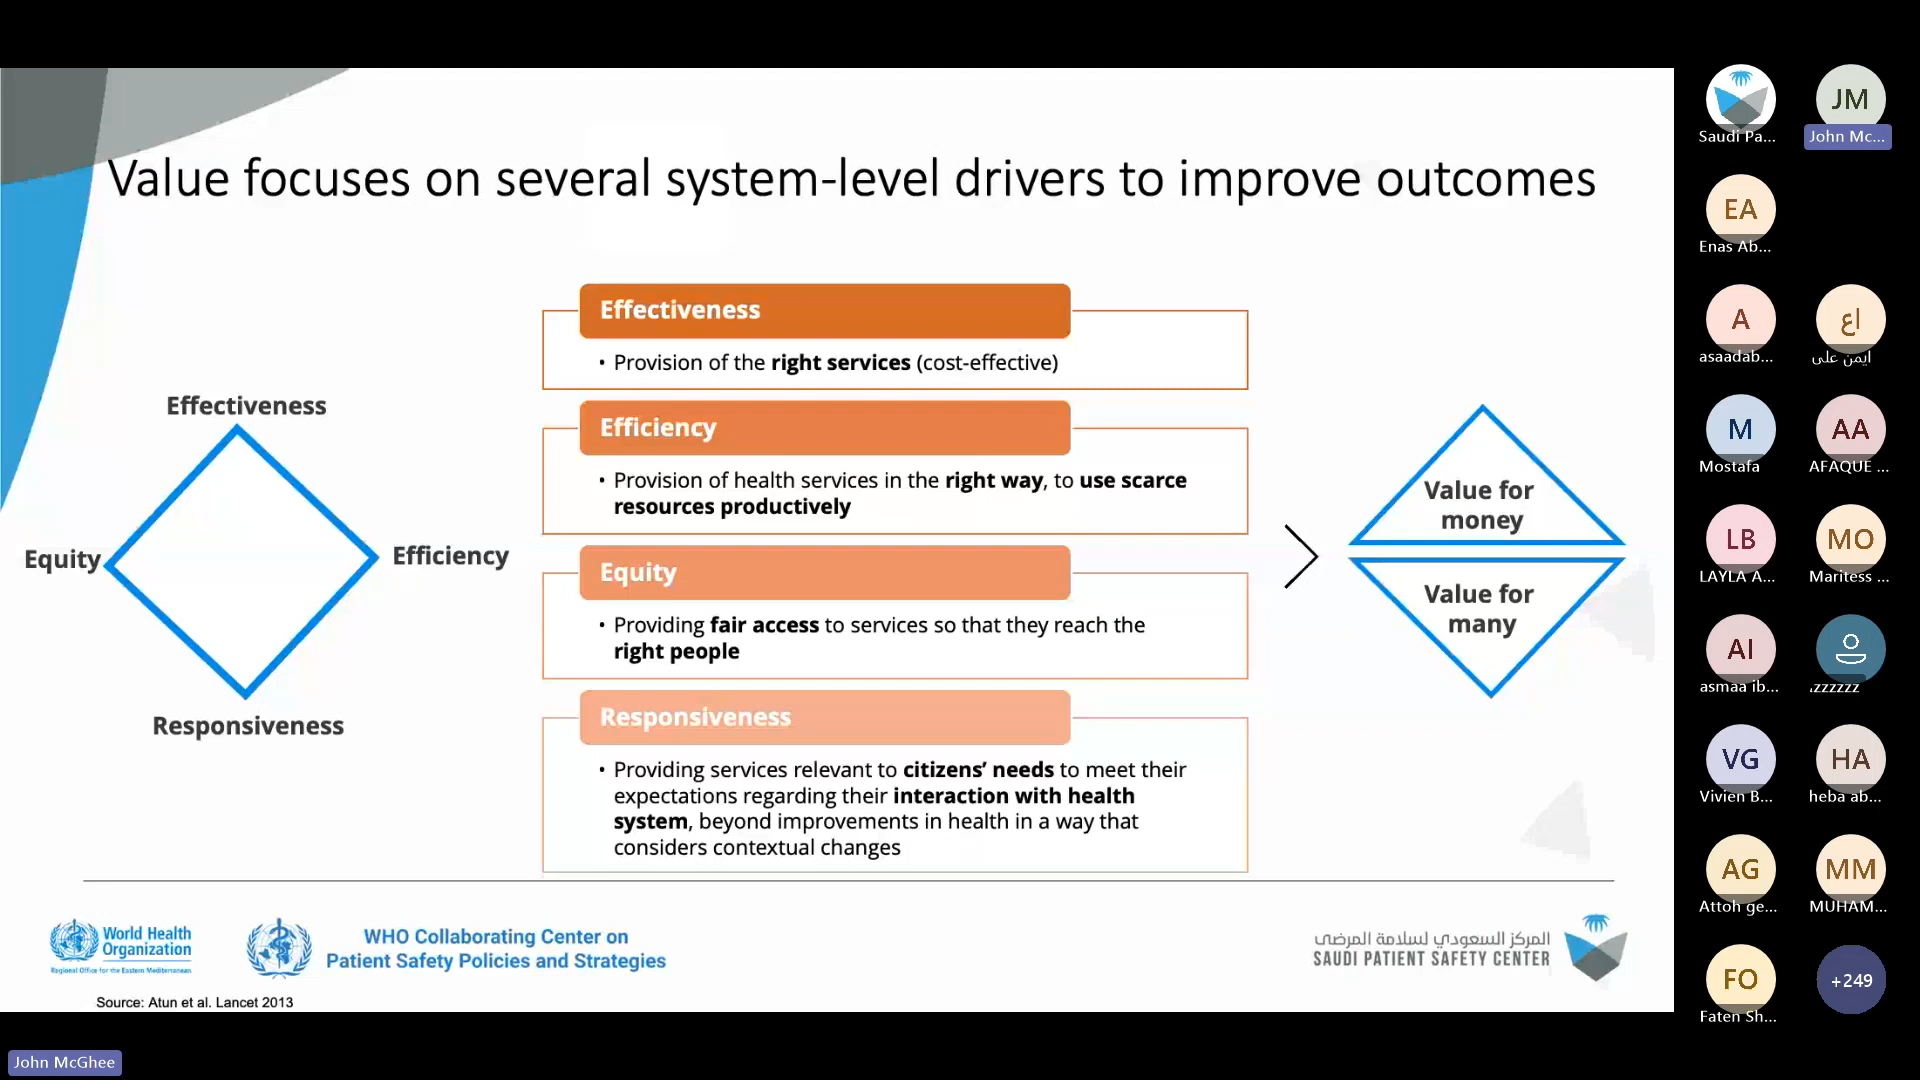 Value focuses on several system-level drivers to improve outcomes
Effectiveness
Equity
Efficiency
Responsiveness
Effectiveness
• Provision of the right services (cost-effective)
Efficiency
• Provision of health services in the right way, to use scarce
resources productively
Equity
• Providing fair access to services so that they reach the
right people
Responsiveness
• Providing services relevant to citizens’ needs to meet their
expectations regarding their interaction with health
system, beyond improvements in health in a way that
considers contextual changes
Value for
money
Value for
many
World Health
Organization
Regional Office for the Eastern Mediterranean
WHO Collaborating Center on
Patient Safety Policies and Strategies
المركز السعودي لسلامة المرضى
SAUDI PATIENT SAFETY CENTER
Source: Atun et al. Lancet 2013
John McGhee
Saudi Pa...
JM
John Mc...
EA
Enas Ab...
A
asaadab...
اع
ايمن على
M
Mostafa
AA
AFAQUE ...
LB
LAYLA A...
MO
Maritess ...
AI
asmaa ib...
.zzzzzz
VG
Vivien B...
HA
heba ab...
AG
Attoh ge...
MM
MUHAM...
FO
Faten Sh...
+249